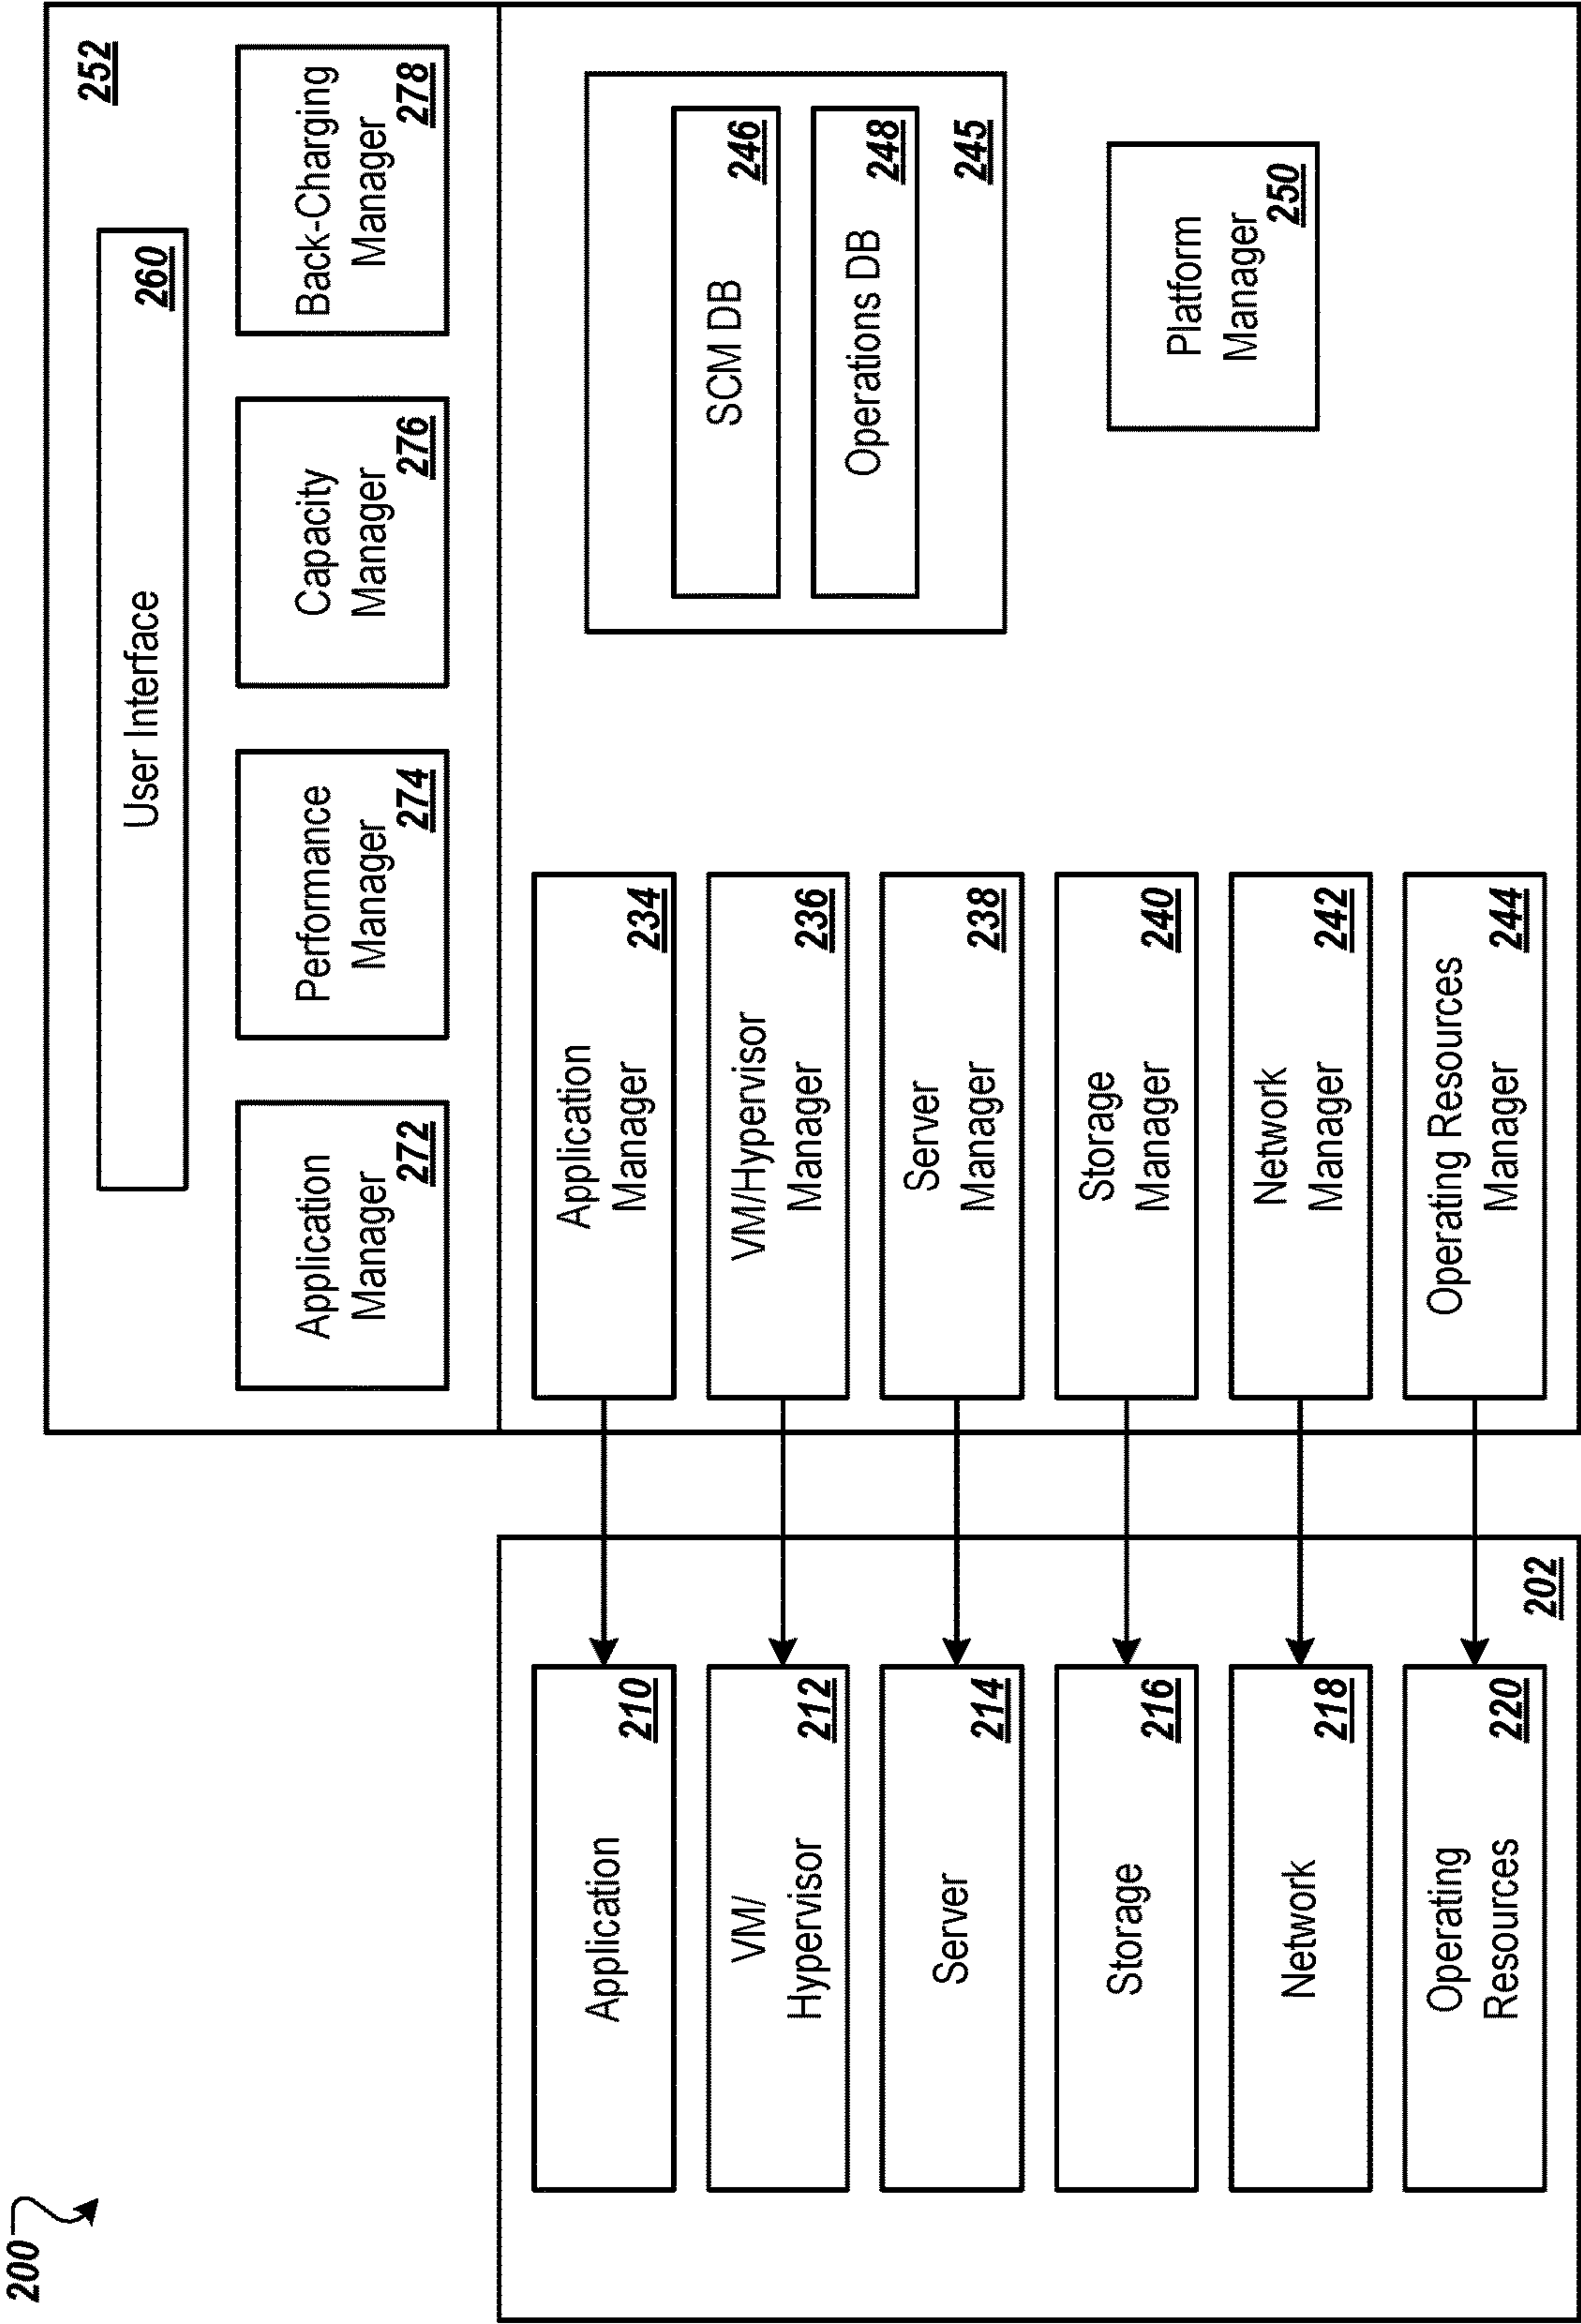 200
252
User Interface
260
Application
Manager
272
Performance
Manager
274
Capacity
Manager
276
Back-Charging
Manager
278
Application
210
VM/
Hypervisor
212
Server
214
Storage
216
Network
218
Operating
Resources
220
202
Application
Manager
234
VM/Hypervisor
Manager
236
Server
Manager
238
Storage
Manager
240
Network
Manager
242
Operating Resources
Manager
244
SCM DB
246
Operations DB
248
245
Platform
Manager
250